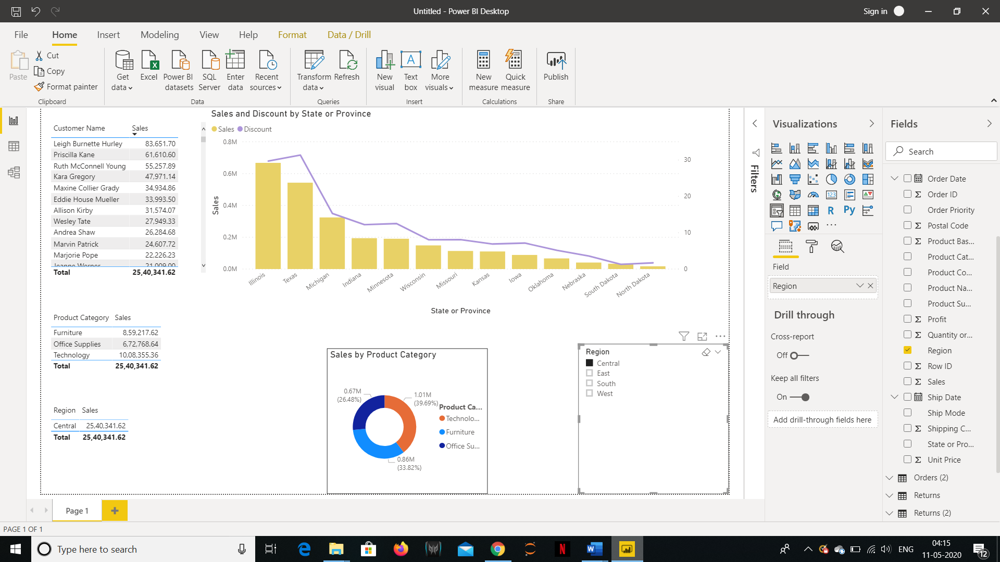 Untitled - Power BI Desktop
Sign in
File
Home
Insert
Modeling
View
Help
Format
Data / Drill
Paste
Cut
Copy
Format painter
Clipboard
Get data
Excel
Power BI datasets
SQL Server
Enter data
Recent sources
Data
Transform data
Refresh
Queries
New visual
Text box
More visuals
Insert
New measure
Quick measure
Calculations
Publish
Share
Customer Name Sales
Leigh Burnette Hurley 83,651.70
Priscilla Kane 61,610.60
Ruth McConnell Young 55,257.89
Kara Gregory 47,971.14
Maxine Collier Grady 34,934.86
Eddie House Mueller 33,993.50
Allison Kirby 31,574.07
Wesley Tate 27,949.33
Andrea Shaw 26,284.68
Marvin Patrick 24,607.72
Marjorie Pope 22,226.23
Total 25,40,341.62
Sales and Discount by State or Province
Sales Discount
0.8M
0.6M
0.4M
0.2M
0.0M
Sales
30
20
10
0
Illinois
Texas
Michigan
Indiana
Minnesota
Wisconsin
Missouri
Kansas
Iowa
Oklahoma
Nebraska
South Dakota
North Dakota
State or Province
Product Category Sales
Furniture 8,59,217.62
Office Supplies 6,72,768.64
Technology 10,08,355.36
Total 25,40,341.62
Region Sales
Central 25,40,341.62
Total 25,40,341.62
Sales by Product Category
0.67M
(26.48%)
1.01M
(39.69%)
0.86M
(33.82%)
Product Ca...
Technolo...
Furniture
Office Su...
Region
Central
East
South
West
Filters
Visualizations
123
R
Py
Field
Region
Drill through
Cross-report
Off
Keep all filters
On
Add drill-through fields here
Fields
Search
Order Date
Σ Order ID
Order Priority
Σ Postal Code
Σ Product Bas...
Product Cat...
Product Co...
Product Na...
Product Su...
Σ Profit
Σ Quantity or...
Region
Σ Row ID
Σ Sales
Ship Date
Ship Mode
Σ Shipping C...
State or Pro...
Σ Unit Price
Orders (2)
Returns
Returns (2)
Page 1
PAGE 1 OF 1
Type here to search
ENG
04:15
11-05-2020
12